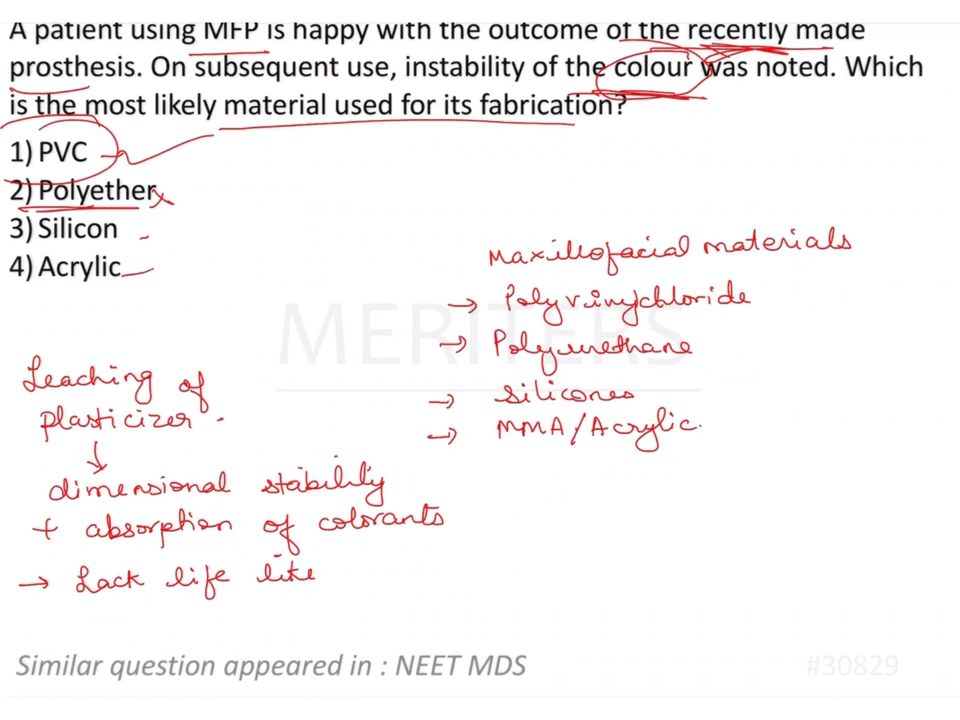 A patient using MFP is happy with the outcome of the recently made
prosthesis. On subsequent use, instability of the colour was noted. Which
is the most likely material used for its fabrication?
1) PVC
2) Polyether
3) Silicon
4) Acrylic
Maxillofacial materials
→ Polyvinylchloride
→ Polyurethane
→ Silicones
→ MMA/Acrylic.
MERITERS
Leaching of
plasticizer.
↓
dimensional stability
+ absorption of colorants
→ Lack life like
Similar question appeared in : NEET MDS
#30829